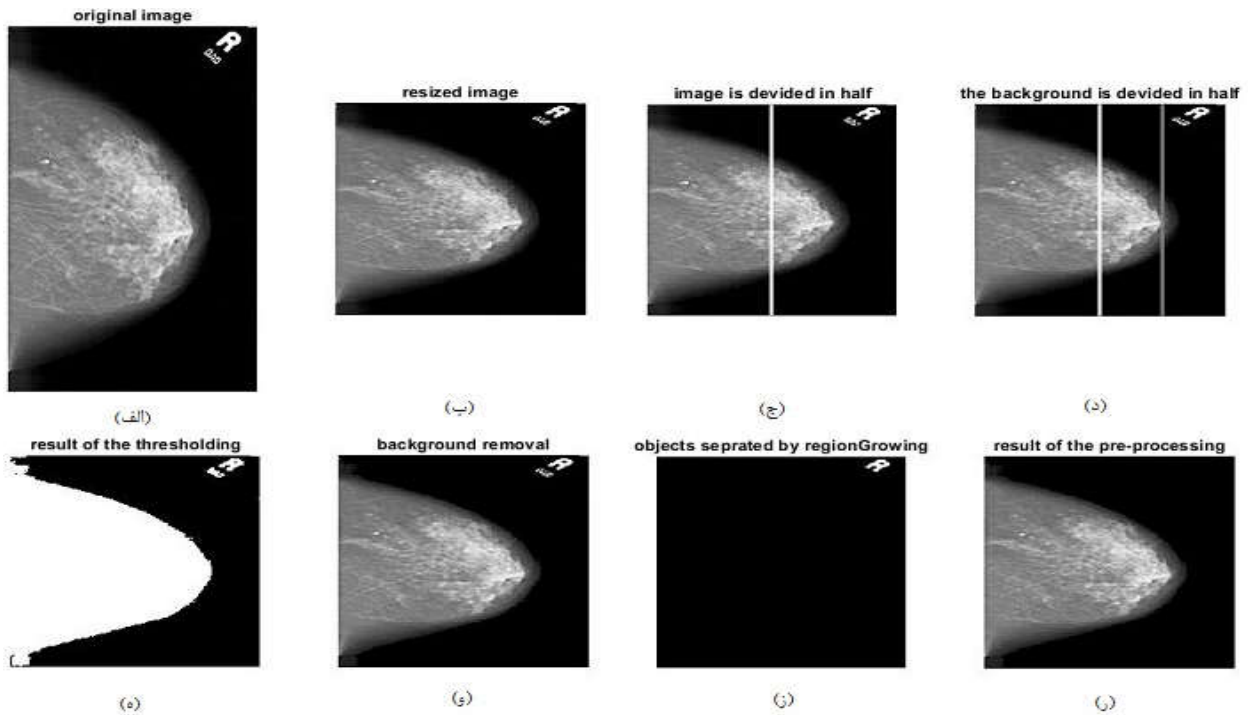 original image
R
resized image
R
image is devided in half
R
the background is devided in half
R
(الف)
(ب)
(ج)
(د)
result of the thresholding
R
background removal
R
objects seprated by regionGrowing
R
result of the pre-processing
(ه)
(و)
(ز)
(ر)